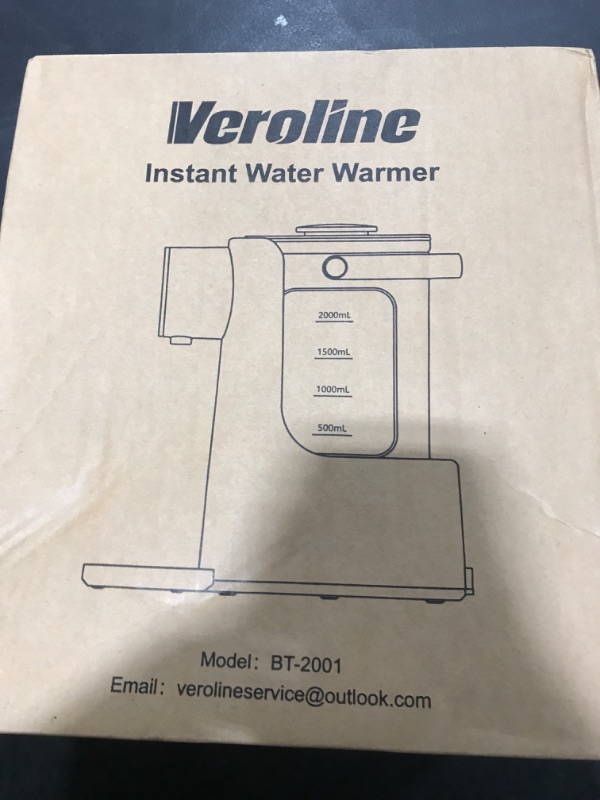 Veroline
Instant Water Warmer
2000mL
1500mL
1000mL
500mL
Model: BT-2001
Email: verolineservice@outlook.com